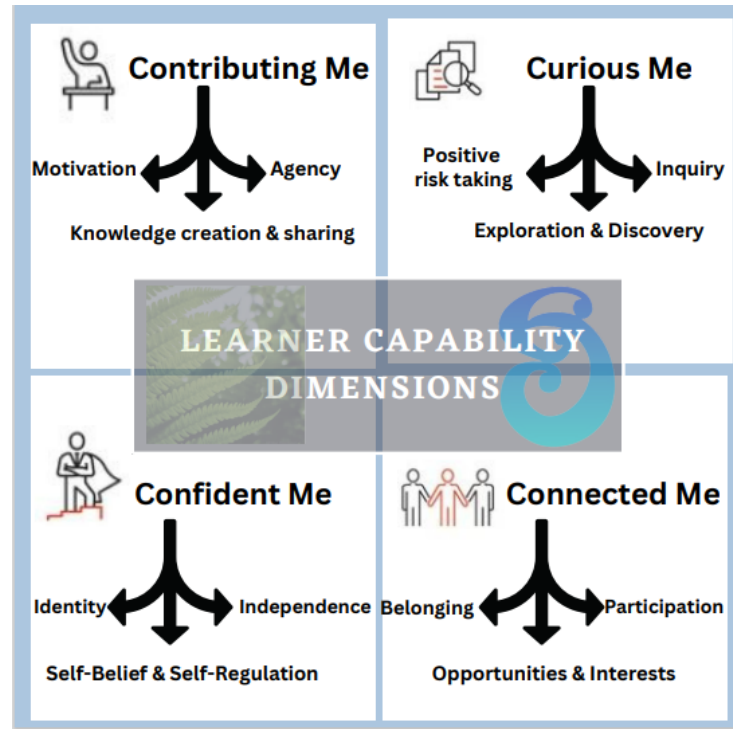 Contributing Me
Motivation
Agency
Knowledge creation & sharing
Curious Me
Positive
risk taking
Inquiry
Exploration & Discovery
LEARNER CAPABILITY
DIMENSIONS
Confident Me
Identity
Independence
Self-Belief & Self-Regulation
Connected Me
Belonging
Participation
Opportunities & Interests